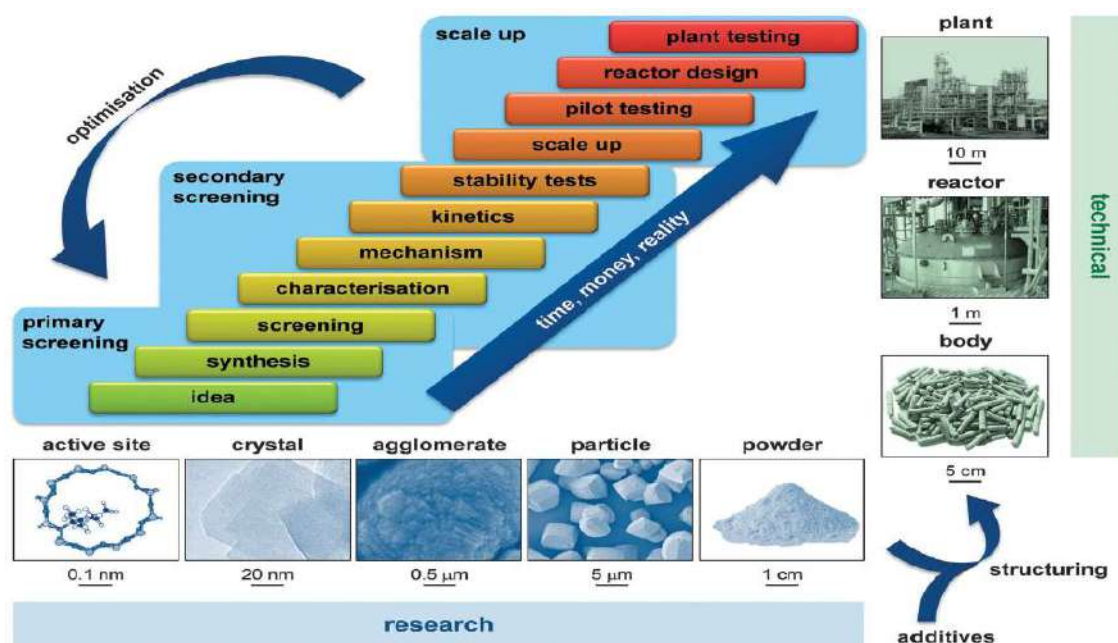 scale up
plant testing
reactor design
pilot testing
scale up
optimisation
secondary
screening
stability tests
kinetics
mechanism
characterisation
time, money, reality
primary
screening
screening
synthesis
idea
plant
10 m
reactor
1 m
body
5 cm
technical
active site
crystal
agglomerate
particle
powder
0.1 nm
20 nm
0.5 µm
5 µm
1 cm
structuring
additives
research